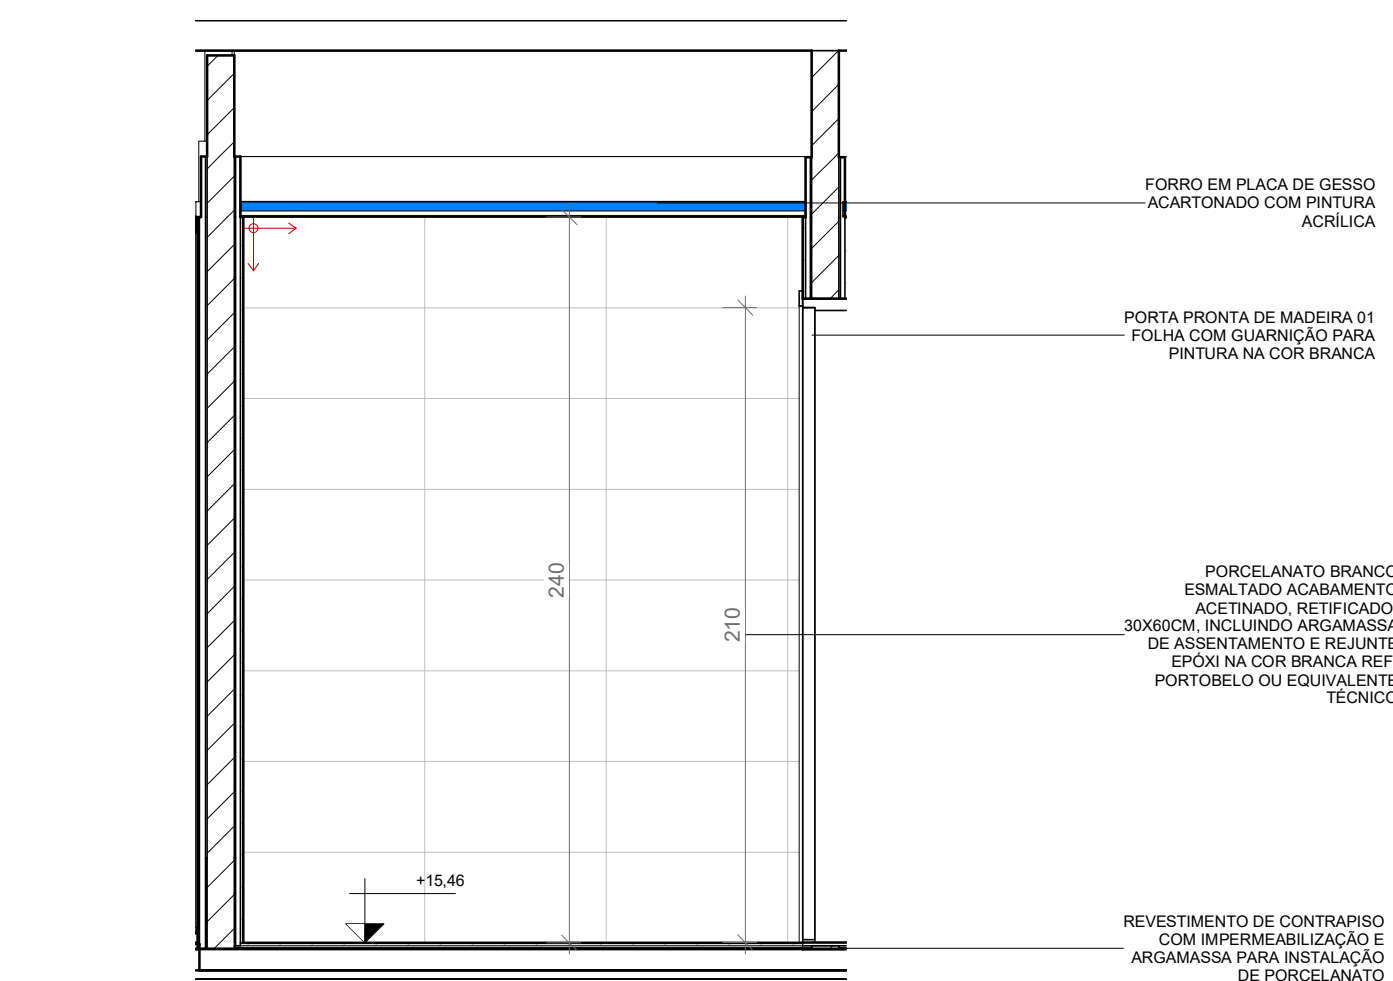 FORRO EM PLACA DE GESSO
ACARTONADO COM PINTURA
ACRÍLICA
PORTA PRONTA DE MADEIRA 01
FOLHA COM GUARNIÇÃO PARA
PINTURA NA COR BRANCA
240
210
PORCELANATO BRANCO
ESMALTADO ACABAMENTO
ACETINADO, RETIFICADO
30X60CM, INCLUINDO ARGAMASSA
DE ASSENTAMENTO E REJUNTE
EPÓXI NA COR BRANCA REF
PORTOBELO OU EQUIVALENTE
TÉCNICO
+15,46
REVESTIMENTO DE CONTRAPISO
COM IMPERMEABILIZAÇÃO E
ARGAMASSA PARA INSTALAÇÃO
DE PORCELANATO